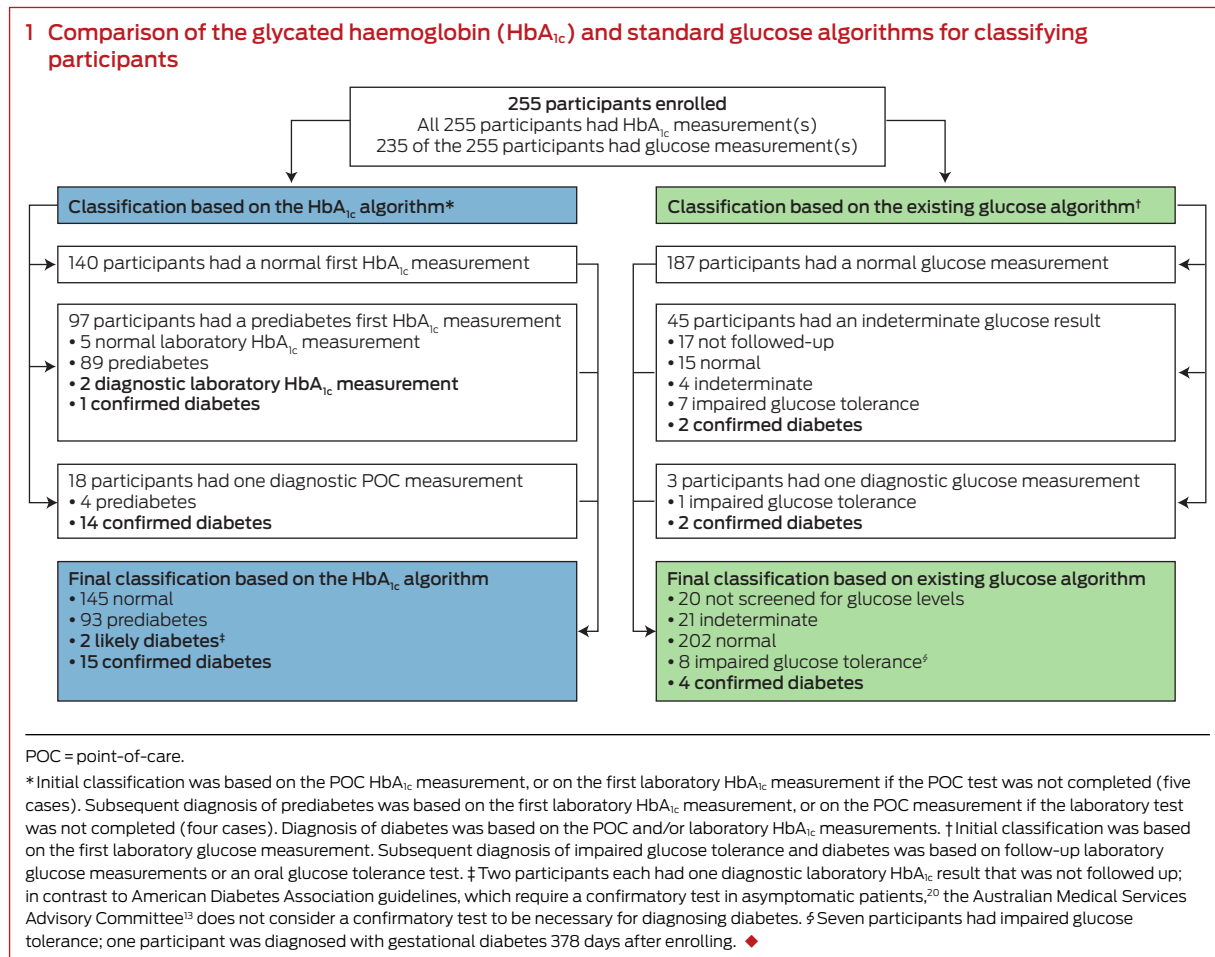 1 Comparison of the glycated haemoglobin (HbA1c) and standard glucose algorithms for classifying
participants
255 participants enrolled
All 255 participants had HbA1c measurement(s)
235 of the 255 participants had glucose measurement(s)
Classification based on the HbA1c algorithm*
140 participants had a normal first HbA1c measurement
97 participants had a prediabetes first HbA1c measurement
• 5 normal laboratory HbA1c measurement
• 89 prediabetes
• 2 diagnostic laboratory HbA1c measurement
• 1 confirmed diabetes
18 participants had one diagnostic POC measurement
• 4 prediabetes
• 14 confirmed diabetes
Final classification based on the HbA1c algorithm
• 145 normal
• 93 prediabetes
• 2 likely diabetes‡
• 15 confirmed diabetes
Classification based on the existing glucose algorithm†
187 participants had a normal glucose measurement
45 participants had an indeterminate glucose result
• 17 not followed-up
• 15 normal
• 4 indeterminate
• 7 impaired glucose tolerance
• 2 confirmed diabetes
3 participants had one diagnostic glucose measurement
• 1 impaired glucose tolerance
• 2 confirmed diabetes
Final classification based on existing glucose algorithm
• 20 not screened for glucose levels
• 21 indeterminate
• 202 normal
• 8 impaired glucose tolerance§
• 4 confirmed diabetes
POC = point-of-care.
* Initial classification was based on the POC HbA1c measurement, or on the first laboratory HbA1c measurement if the POC test was not completed (five
cases). Subsequent diagnosis of prediabetes was based on the first laboratory HbA1c measurement, or on the POC measurement if the laboratory test
was not completed (four cases). Diagnosis of diabetes was based on the POC and/or laboratory HbA1c measurements. † Initial classification was based
on the first laboratory glucose measurement. Subsequent diagnosis of impaired glucose tolerance and diabetes was based on follow-up laboratory
glucose measurements or an oral glucose tolerance test. ‡ Two participants each had one diagnostic laboratory HbA1c result that was not followed up;
in contrast to American Diabetes Association guidelines, which require a confirmatory test in asymptomatic patients,20 the Australian Medical Services
Advisory Committee13 does not consider a confirmatory test to be necessary for diagnosing diabetes. § Seven participants had impaired glucose
tolerance; one participant was diagnosed with gestational diabetes 378 days after enrolling. ◆